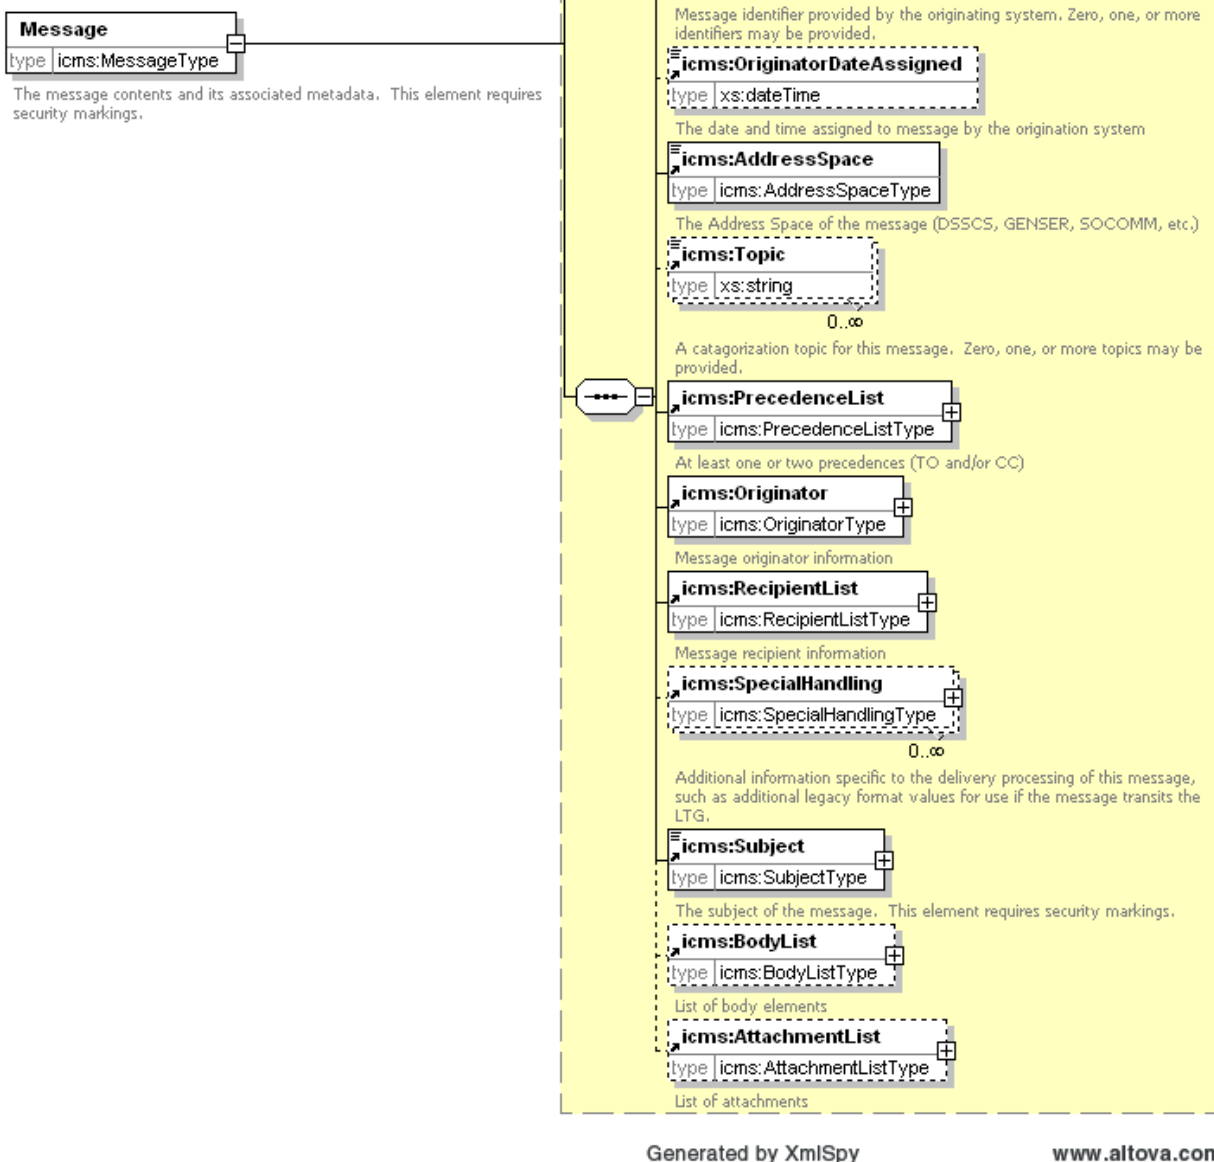 Message
type icms:MessageType
The message contents and its associated metadata. This element requires
security markings.
Message identifier provided by the originating system. Zero, one, or more
identifiers may be provided.
icms:OriginatorDateAssigned
type xs:dateTime
The date and time assigned to message by the origination system
icms:AddressSpace
type icms:AddressSpaceType
The Address Space of the message (DSSCS, GENSER, SOCOMM, etc.)
icms:Topic
type xs:string
0..∞
A catagorization topic for this message. Zero, one, or more topics may be
provided.
icms:PrecedenceList
type icms:PrecedenceListType
At least one or two precedences (TO and/or CC)
icms:Originator
type icms:OriginatorType
Message originator information
icms:RecipientList
type icms:RecipientListType
Message recipient information
icms:SpecialHandling
type icms:SpecialHandlingType
0..∞
Additional information specific to the delivery processing of this message,
such as additional legacy format values for use if the message transits the
LTG.
icms:Subject
type icms:SubjectType
The subject of the message. This element requires security markings.
icms:BodyList
type icms:BodyListType
List of body elements
icms:AttachmentList
type icms:AttachmentListType
List of attachments
Generated by XmlSpy www.altova.com